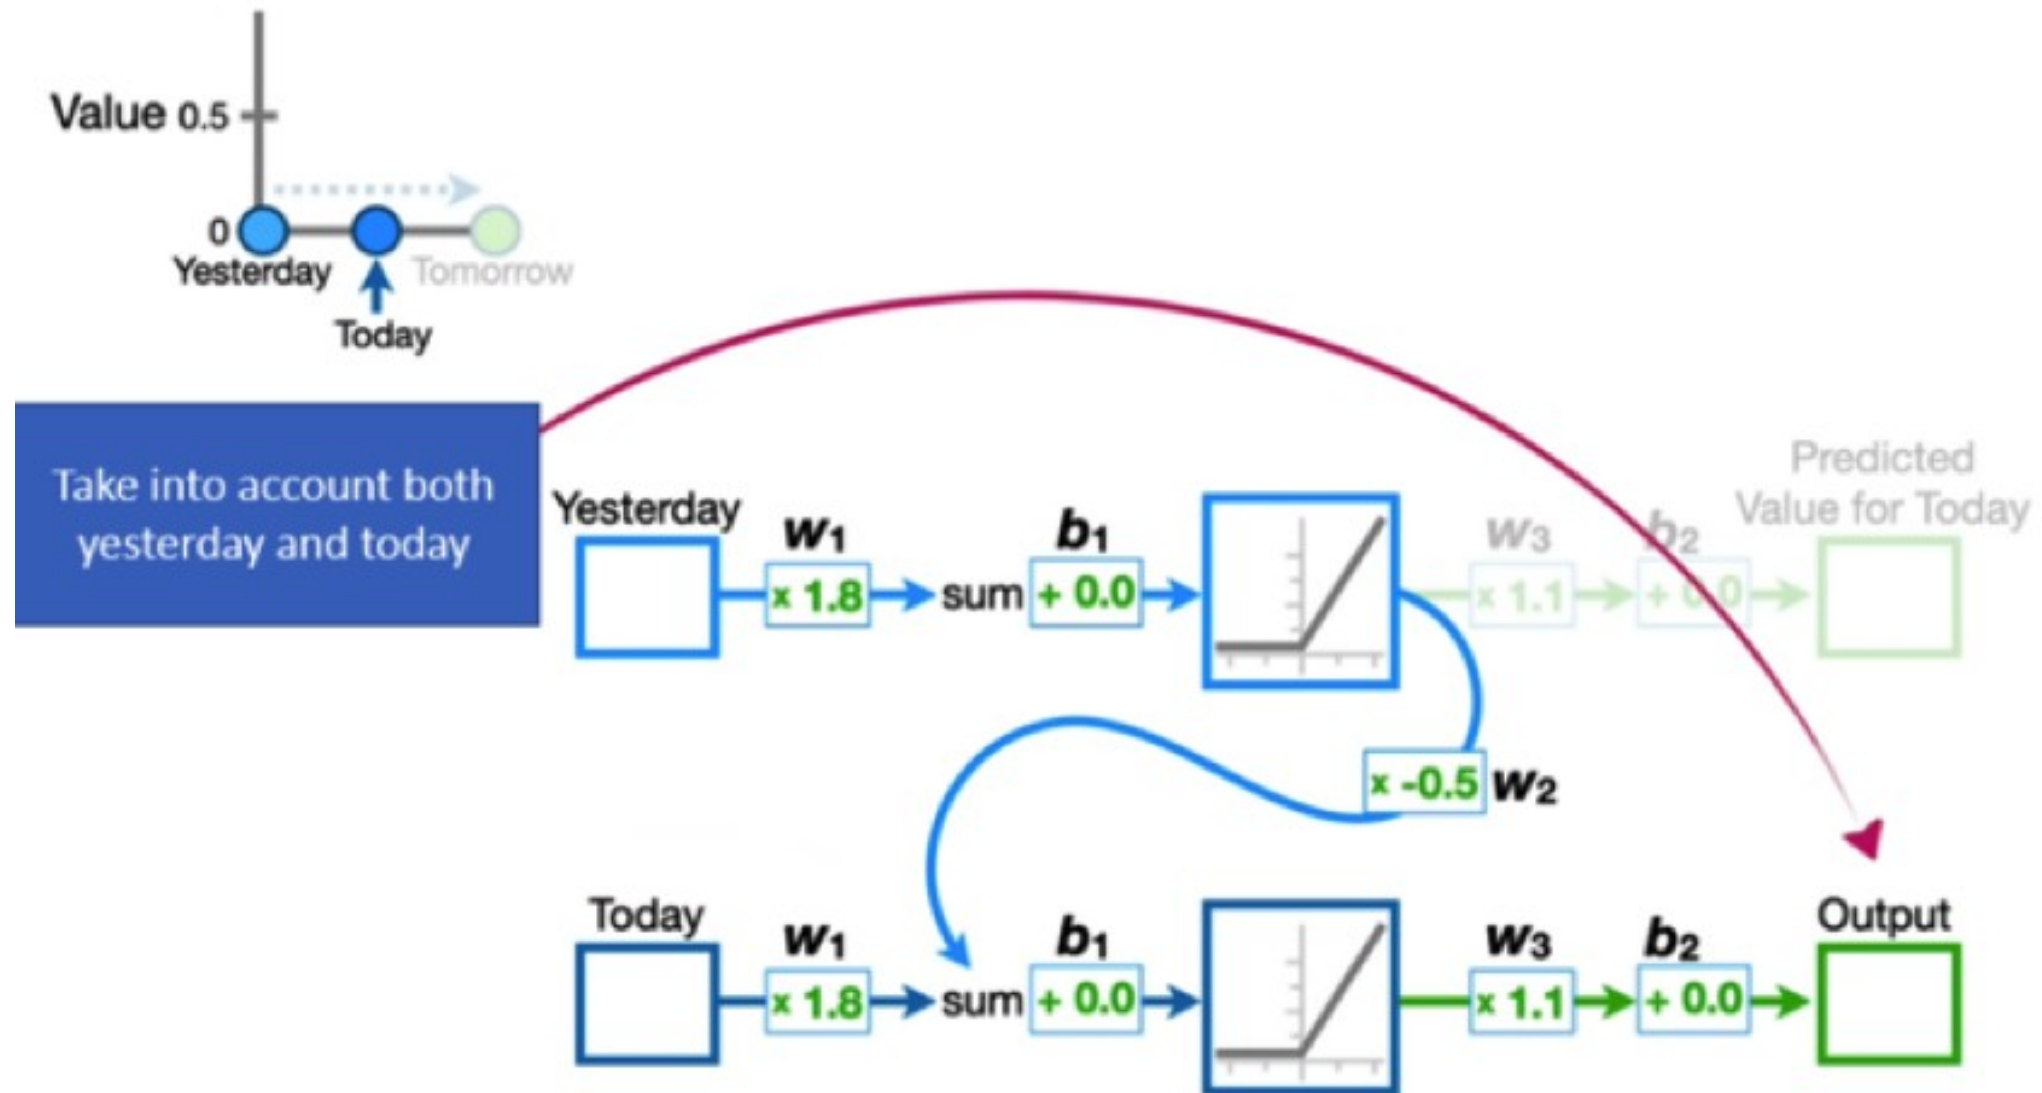 Value 0.5
0
Yesterday
Tomorrow
Today
Take into account both
yesterday and today
Predicted
Value for Today
Yesterday
w1
b1
w3
b2
x 1.8
sum
+ 0.0
x 1.1
+ 0.0
x -0.5
w2
Today
w1
b1
w3
b2
Output
x 1.8
sum
+ 0.0
x 1.1
+ 0.0